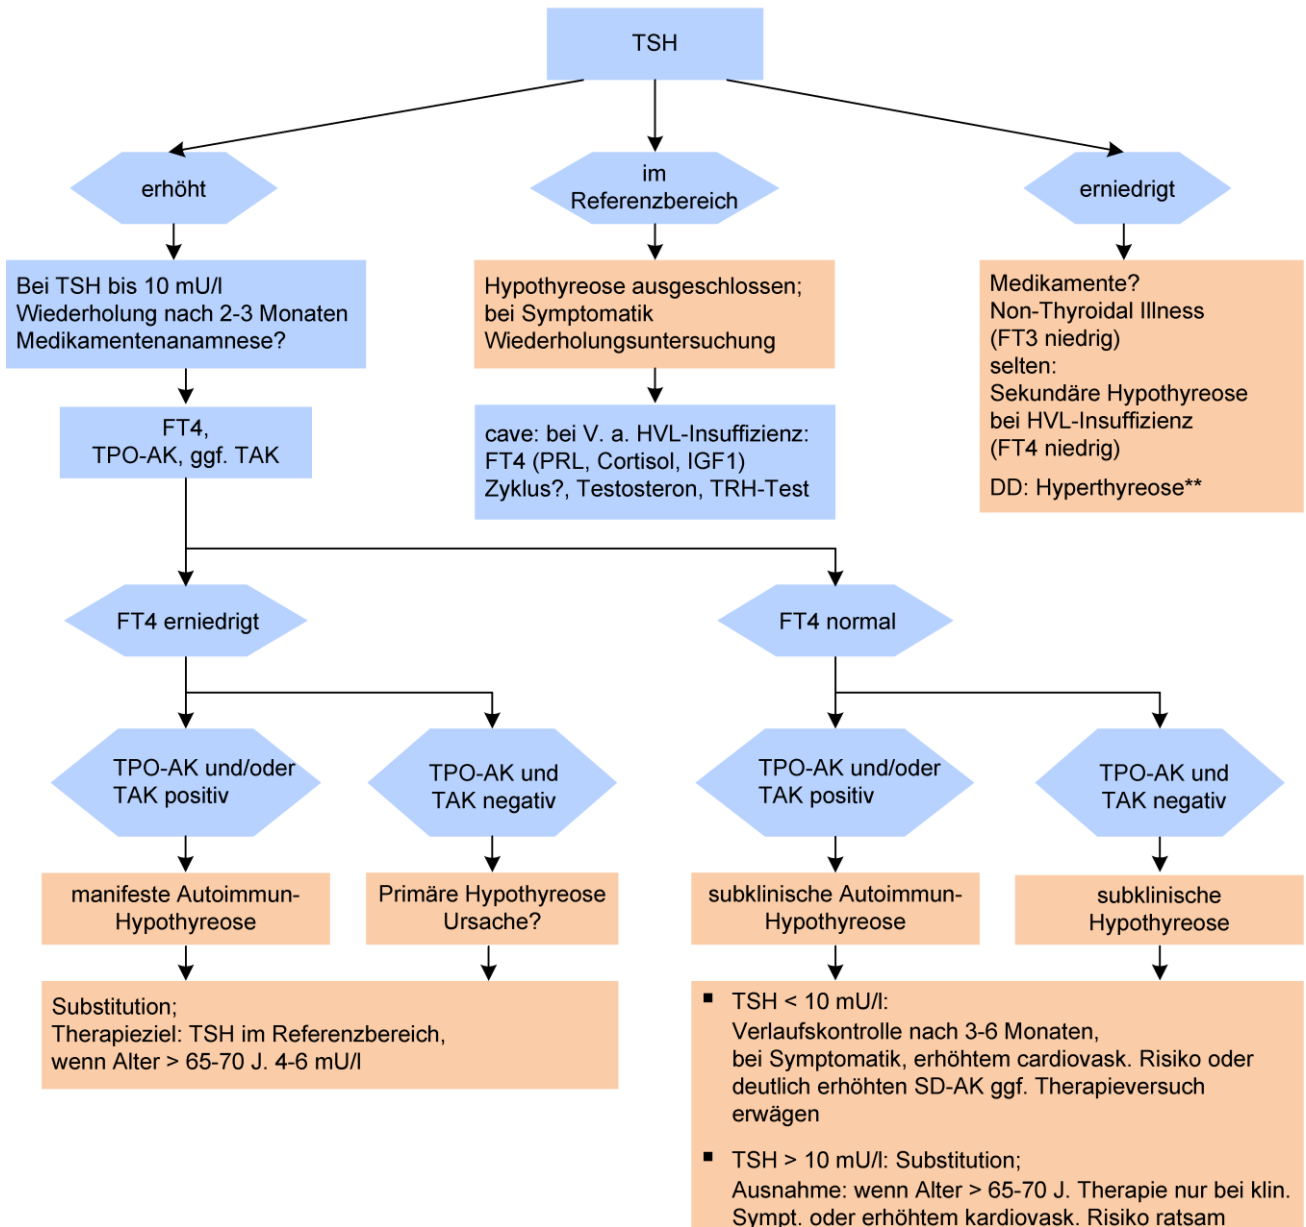 TSH
erhöht
im
Referenzbereich
erniedrigt
Bei TSH bis 10 mU/l
Wiederholung nach 2-3 Monaten
Medikamentenanamnese?
Hypothyreose ausgeschlossen;
bei Symptomatik
Wiederholungsuntersuchung
Medikamente?
Non-Thyroidal Illness
(FT3 niedrig)
selten:
Sekundäre Hypothyreose
bei HVL-Insuffizienz
(FT4 niedrig)
DD: Hyperthyreose**
FT4,
TPO-AK, ggf. TAK
cave: bei V. a. HVL-Insuffizienz:
FT4 (PRL, Cortisol, IGF1)
Zyklus?, Testosteron, TRH-Test
FT4 erniedrigt
FT4 normal
TPO-AK und/oder
TAK positiv
TPO-AK und
TAK negativ
TPO-AK und/oder
TAK positiv
TPO-AK und
TAK negativ
manifeste Autoimmun-
Hypothyreose
Primäre Hypothyreose
Ursache?
subklinische Autoimmun-
Hypothyreose
subklinische
Hypothyreose
Substitution;
Therapieziel: TSH im Referenzbereich,
wenn Alter > 65-70 J. 4-6 mU/l
▪ TSH < 10 mU/l:
Verlaufskontrolle nach 3-6 Monaten,
bei Symptomatik, erhöhtem cardiovask. Risiko oder
deutlich erhöhten SD-AK ggf. Therapieversuch
erwägen
▪ TSH > 10 mU/l: Substitution;
Ausnahme: wenn Alter > 65-70 J. Therapie nur bei klin.
Sympt. oder erhöhtem kardiovask. Risiko ratsam